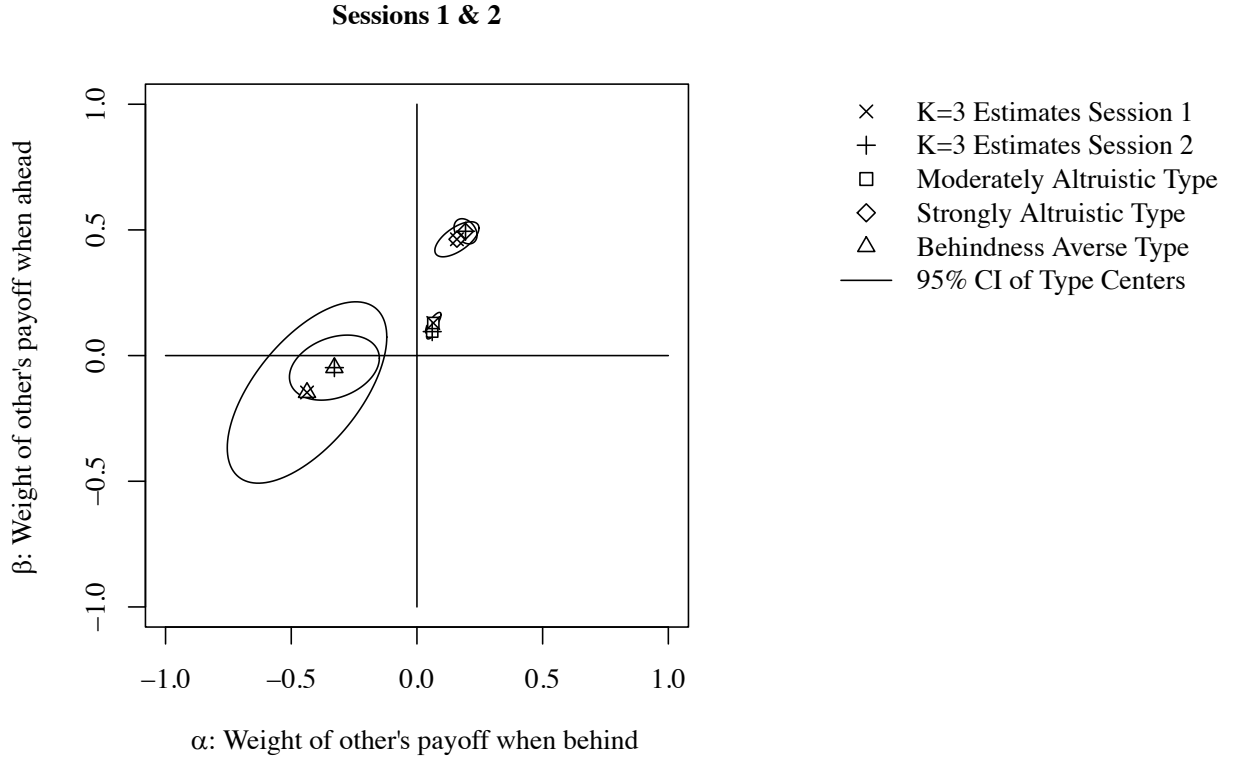 Sessions 1 & 2
β: Weight of other's payoff when ahead
1.0
0.5
0.0
−0.5
−1.0
−1.0
−0.5
0.0
0.5
1.0
α: Weight of other's payoff when behind
K=3 Estimates Session 1
K=3 Estimates Session 2
Moderately Altruistic Type
Strongly Altruistic Type
Behindness Averse Type
95% CI of Type Centers